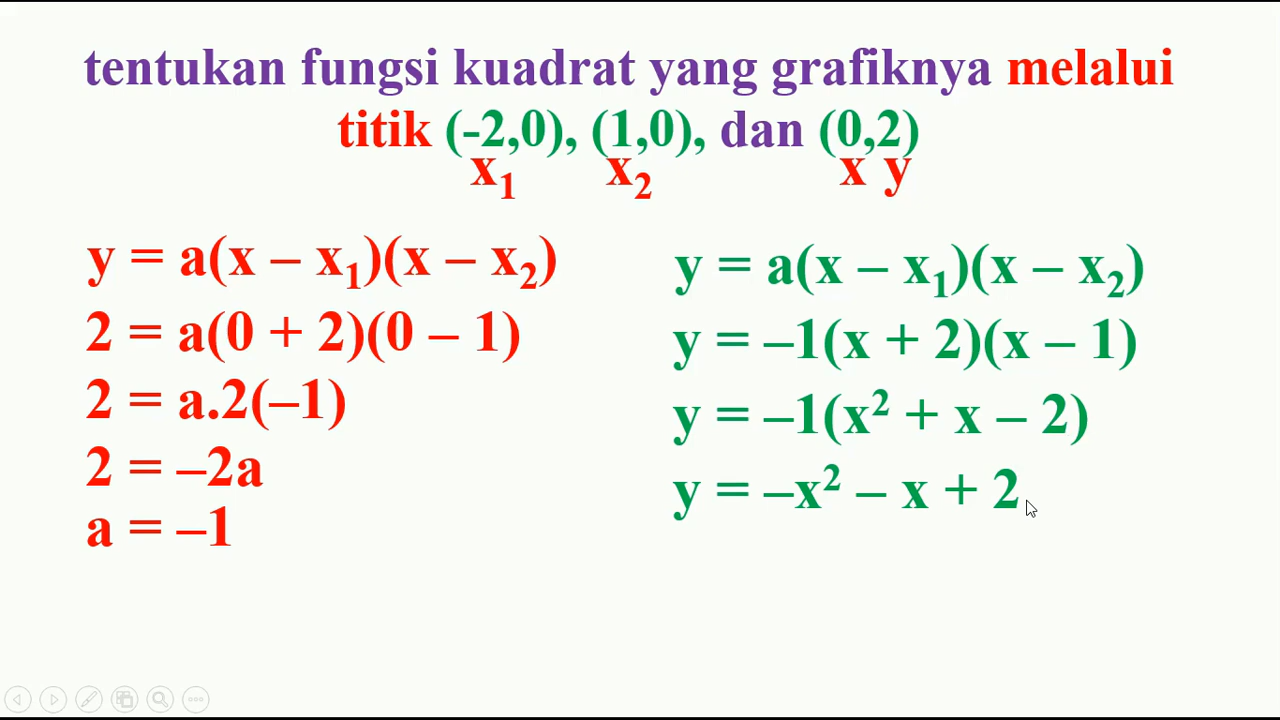 tentukan fungsi kuadrat yang grafiknya melalui
titik (-2,0), (1,0), dan (0,2)
x₁ x₂ x y
y = a(x – x₁)(x – x₂)
2 = a(0 + 2)(0 – 1)
2 = a.2(–1)
2 = –2a
a = –1
y = a(x – x₁)(x – x₂)
y = –1(x + 2)(x – 1)
y = –1(x² + x – 2)
y = –x² – x + 2